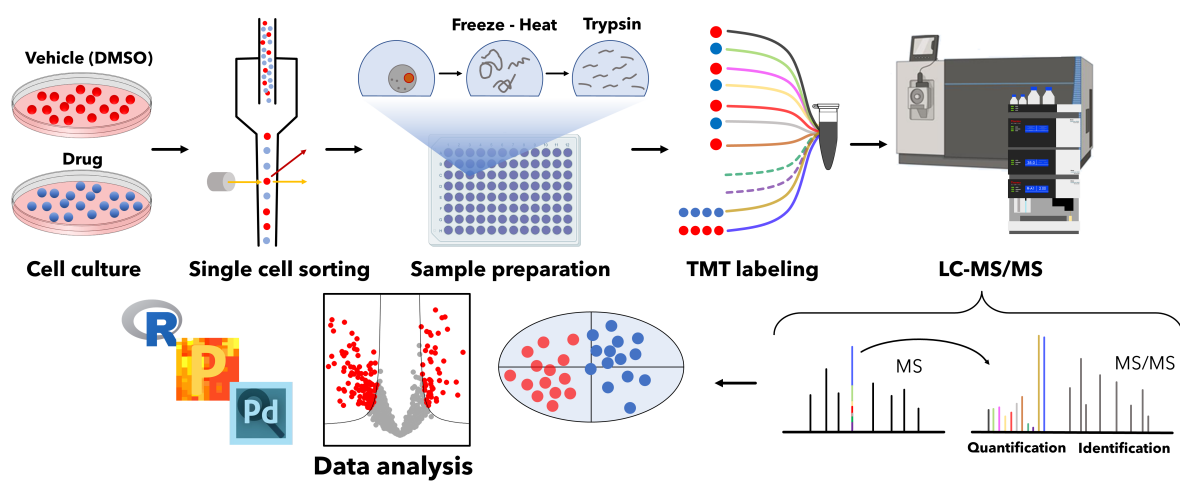 Freeze - Heat
Trypsin
Vehicle (DMSO)
Drug
Cell culture
Single cell sorting
Sample preparation
TMT labeling
LC-MS/MS
R
P
Pd
Data analysis
MS
MS/MS
Quantification
Identification